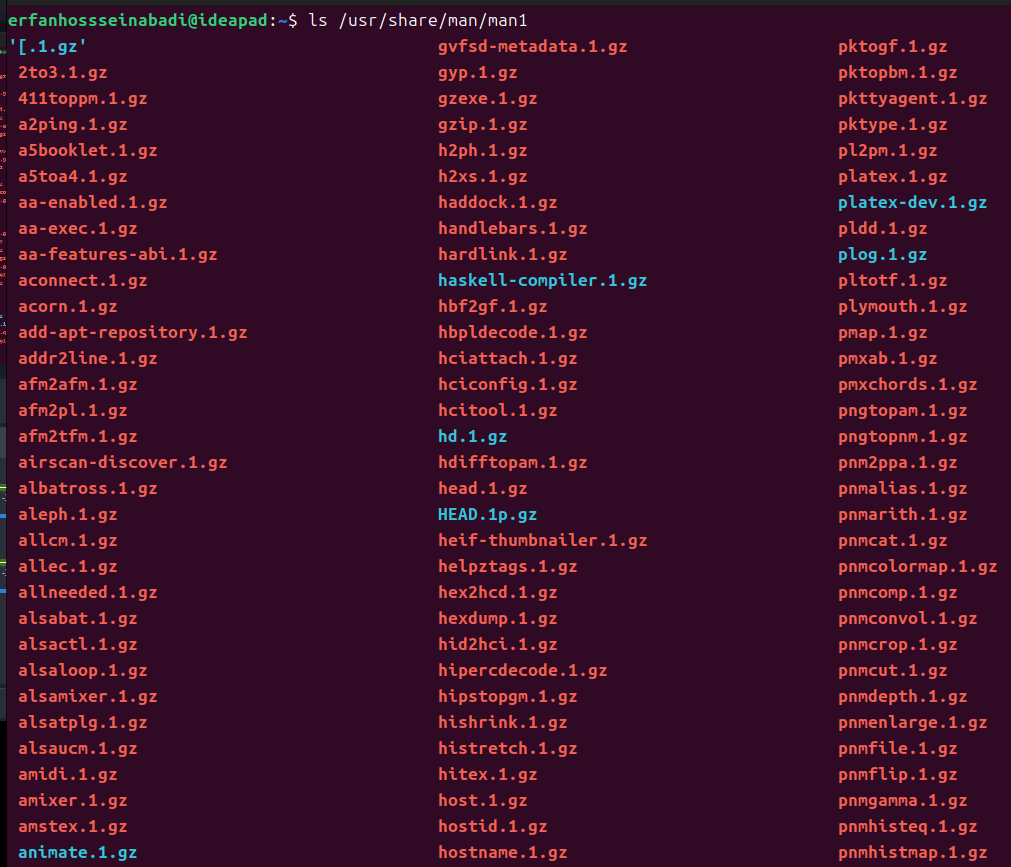 erfanhossseinabadi@ideapad:~$ ls /usr/share/man/man1
'[.1.gz' gvfsd-metadata.1.gz pktogf.1.gz
2to3.1.gz gyp.1.gz pktopbm.1.gz
411toppm.1.gz gzexe.1.gz pkttyagent.1.gz
a2ping.1.gz gzip.1.gz pktype.1.gz
a5booklet.1.gz h2ph.1.gz pl2pm.1.gz
a5toa4.1.gz h2xs.1.gz platex.1.gz
aa-enabled.1.gz haddock.1.gz platex-dev.1.gz
aa-exec.1.gz handlebars.1.gz pldd.1.gz
aa-features-abi.1.gz hardlink.1.gz plog.1.gz
aconnect.1.gz haskell-compiler.1.gz pltotf.1.gz
acorn.1.gz hbf2gf.1.gz plymouth.1.gz
add-apt-repository.1.gz hbpldecode.1.gz pmap.1.gz
addr2line.1.gz hciattach.1.gz pmxab.1.gz
afm2afm.1.gz hciconfig.1.gz pmxchords.1.gz
afm2pl.1.gz hcitool.1.gz pngtopam.1.gz
afm2tfm.1.gz hd.1.gz pngtopnm.1.gz
airscan-discover.1.gz hdifftopam.1.gz pnm2ppa.1.gz
albatross.1.gz head.1.gz pnmalias.1.gz
aleph.1.gz HEAD.1p.gz pnmarith.1.gz
allcm.1.gz heif-thumbnailer.1.gz pnmcat.1.gz
allec.1.gz helpztags.1.gz pnmcolormap.1.gz
allneeded.1.gz hex2hcd.1.gz pnmcomp.1.gz
alsabat.1.gz hexdump.1.gz pnmconvol.1.gz
alsactl.1.gz hid2hci.1.gz pnmcrop.1.gz
alsaloop.1.gz hipercdecode.1.gz pnmcut.1.gz
alsamixer.1.gz hipstopgm.1.gz pnmdepth.1.gz
alsatplg.1.gz hishrink.1.gz pnmenlarge.1.gz
alsaucm.1.gz histretch.1.gz pnmfile.1.gz
amidi.1.gz hitex.1.gz pnmflip.1.gz
amixer.1.gz host.1.gz pnmgamma.1.gz
amstex.1.gz hostid.1.gz pnmhisteq.1.gz
animate.1.gz hostname.1.gz pnmhistmap.1.gz